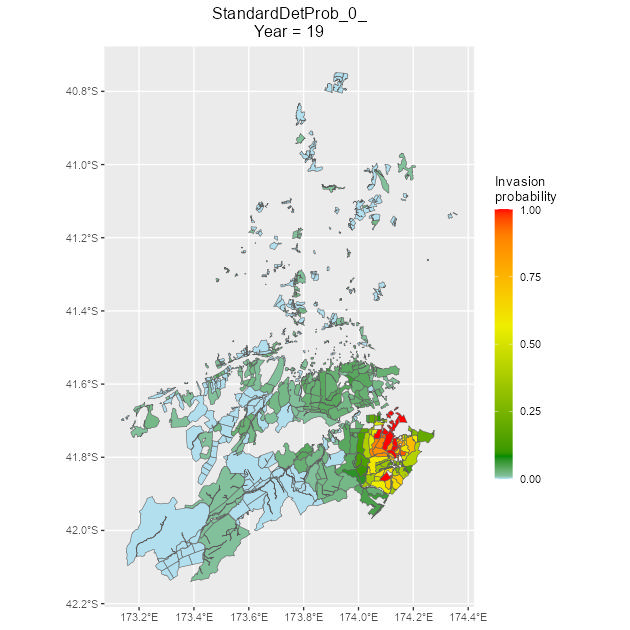 StandardDetProb_0_
Year = 19
40.8°S
41.0°S
41.2°S
41.4°S
41.6°S
41.8°S
42.0°S
42.2°S
173.2°E 173.4°E 173.6°E 173.8°E 174.0°E 174.2°E 174.4°E
Invasion
probability
1.00
0.75
0.50
0.25
0.00